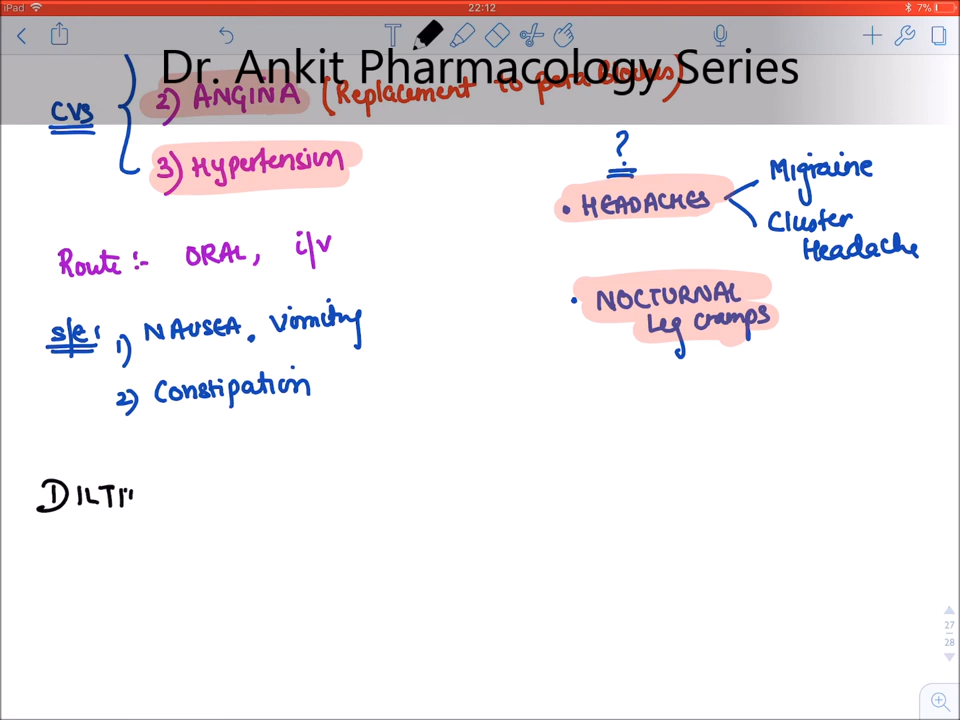 iPad 22:12 7%
Dr. Ankit Pharmacology Series
CVS
2) ANGINA (Replacement to beta Blockers)
3) Hypertension
Route :- ORAL, i/v
s/e : 1) NAUSEA. Vomiting
2) Constipation
?
• HEADACHES
Migraine
Cluster
Headache
• NOCTURNAL
Leg cramps
DILTI
27
28